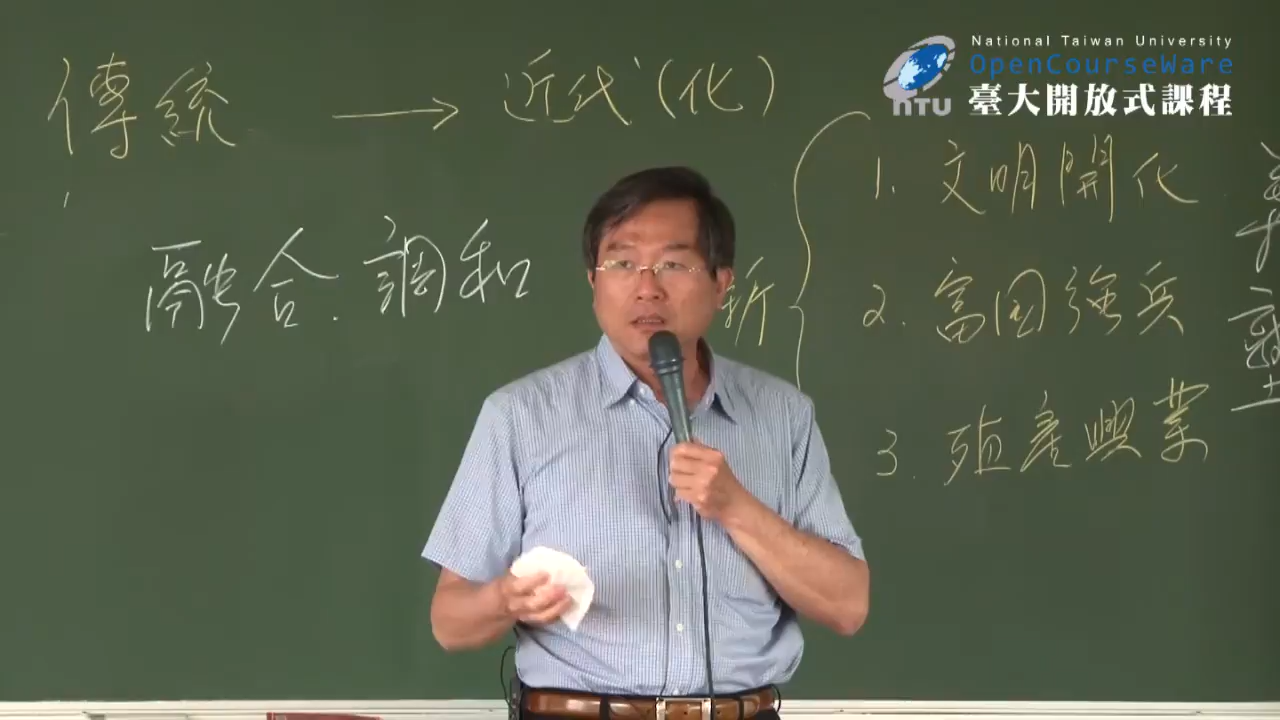 National Taiwan University
OpenCourseWare
NTU
臺大開放式課程
傳統 → 近代(化)
1. 文明開化
融合.調和
2. 富国強兵
3. 殖產興業